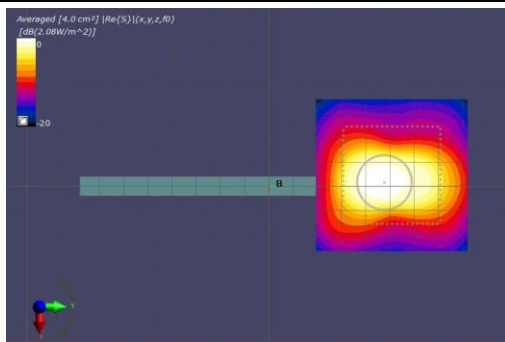 Averaged [4.0 cm²] |Re{S}|(x,y,z,f0)
[dB(2.08W/m^2)]
0
-20
B
Y